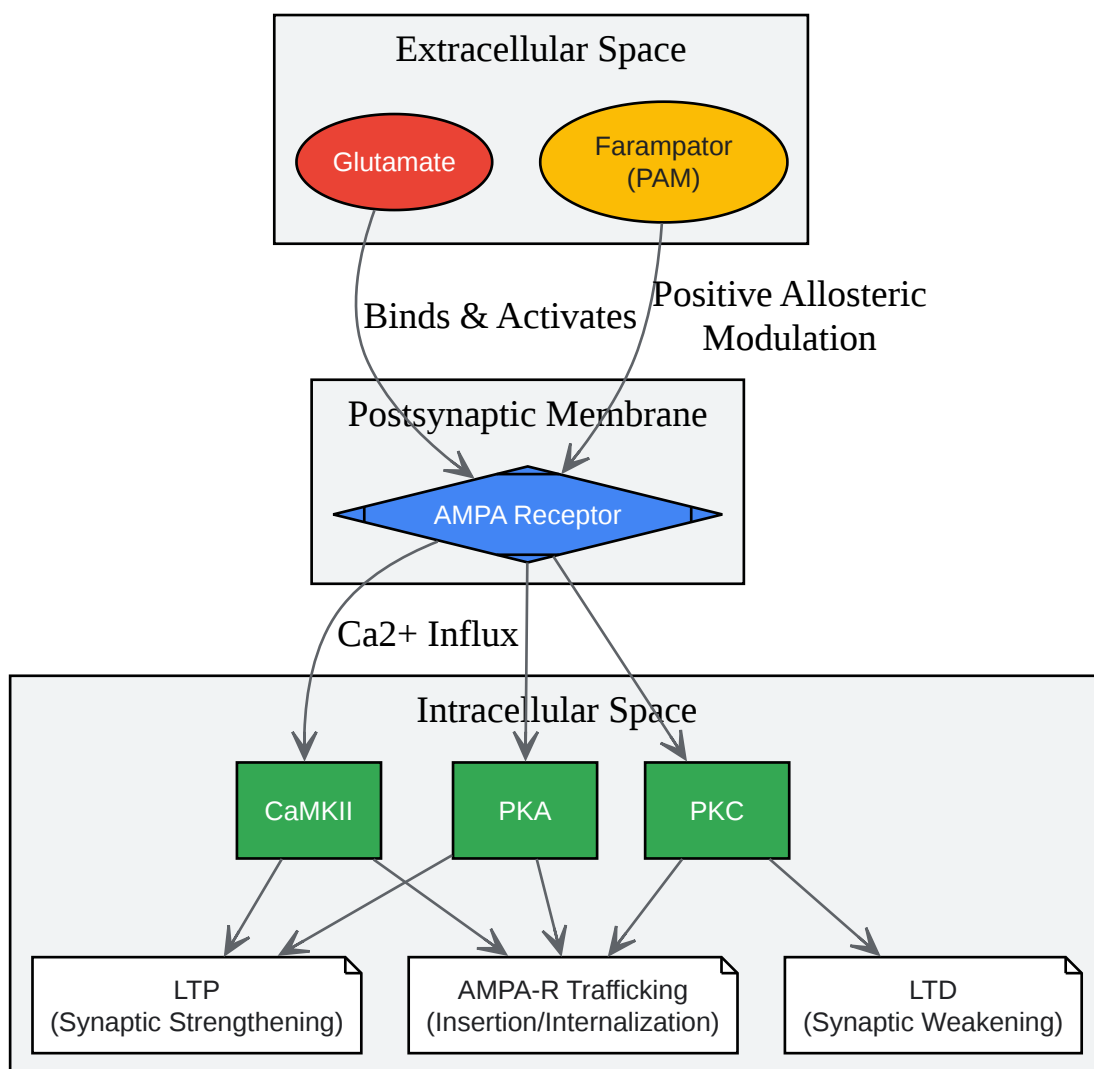 Extracellular Space
Glutamate
Farampator
(PAM)
Binds & Activates
Positive Allosteric
Modulation
Postsynaptic Membrane
AMPA Receptor
Ca2+ Influx
Intracellular Space
CaMKII
PKA
PKC
LTP
(Synaptic Strengthening)
AMPA-R Trafficking
(Insertion/Internalization)
LTD
(Synaptic Weakening)